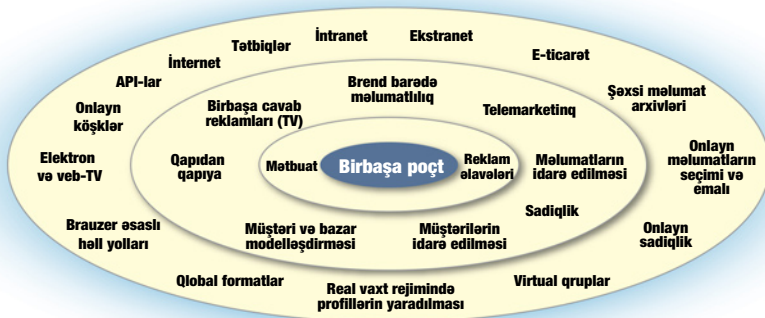 İntranet
Ekstranet
Tətbiqlər
E-ticarət
İnternet
API-lar
Brend barədə
məlumatlılıq
Şəxsi məlumat
arxivləri
Onlayn
köşklər
Birbaşa cavab
reklamları (TV)
Telemarketinq
Elektron
və veb-TV
Qapıdan
qapıya
Mətbuat
Birbaşa poçt
Reklam
əlavələri
Məlumatların
idarə edilməsi
Onlayn
məlumatların
seçimi və
emalı
Sadiqlik
Brauzer əsaslı
həll yolları
Müştəri və bazar
modelləşdirməsi
Müştərilərin
idarə edilməsi
Onlayn
sadiqlik
Qlobal formatlar
Real vaxt rejimində
profillərin yaradılması
Virtual qruplar